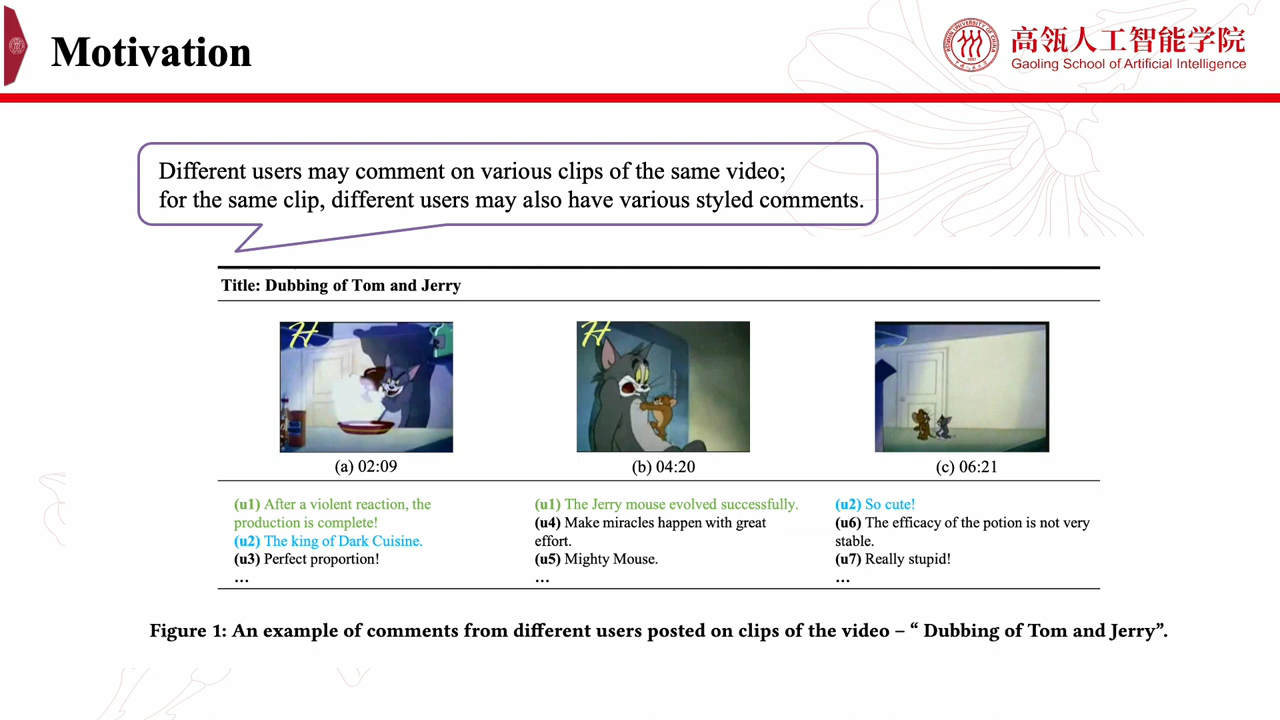 Motivation
高瓴人工智能学院
Gaoling School of Artificial Intelligence
Different users may comment on various clips of the same video;
for the same clip, different users may also have various styled comments.
Title: Dubbing of Tom and Jerry
H
H
(a) 02:09
(b) 04:20
(c) 06:21
(u1) After a violent reaction, the
production is complete!
(u2) The king of Dark Cuisine.
(u3) Perfect proportion!
...
(u1) The Jerry mouse evolved successfully.
(u4) Make miracles happen with great
effort.
(u5) Mighty Mouse.
...
(u2) So cute!
(u6) The efficacy of the potion is not very
stable.
(u7) Really stupid!
...
Figure 1: An example of comments from different users posted on clips of the video – “ Dubbing of Tom and Jerry”.